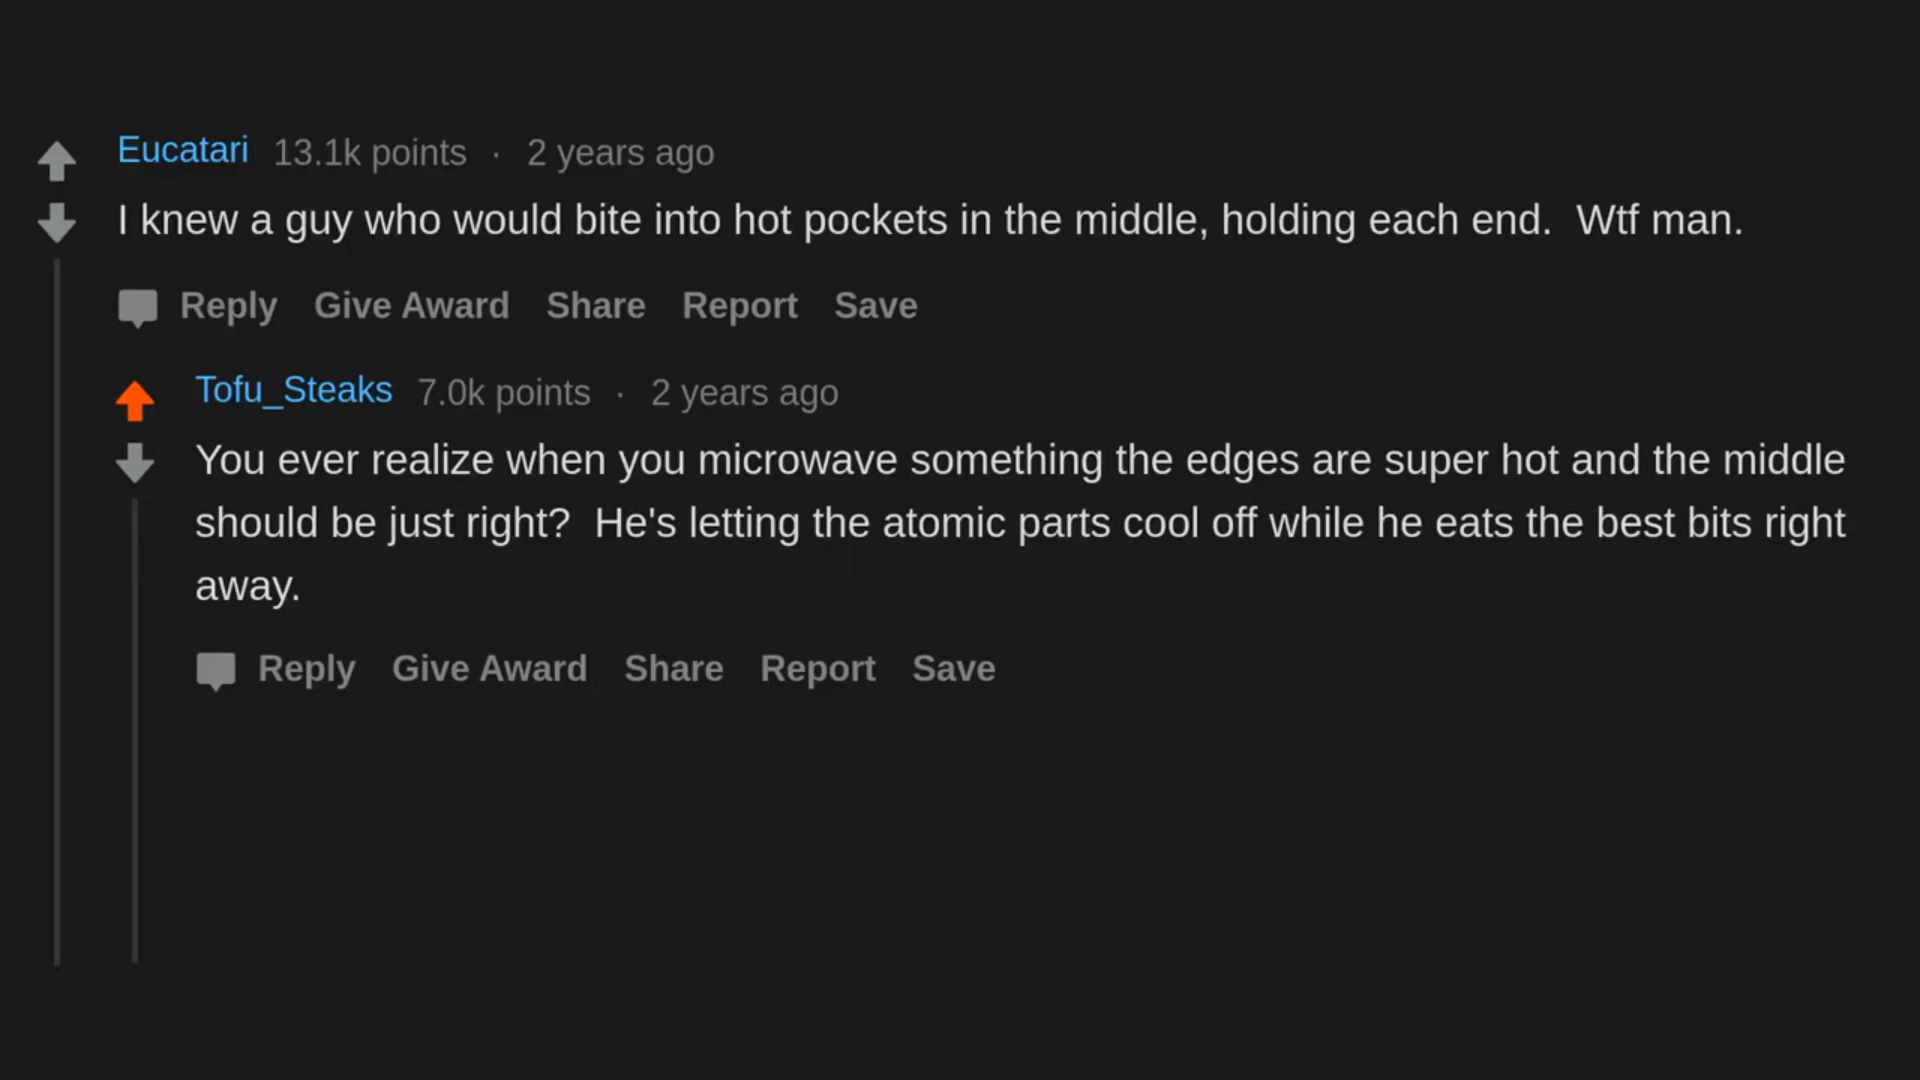 Eucatari 13.1k points · 2 years ago
I knew a guy who would bite into hot pockets in the middle, holding each end.  Wtf man.
Reply Give Award Share Report Save
Tofu_Steaks 7.0k points · 2 years ago
You ever realize when you microwave something the edges are super hot and the middle
should be just right?  He's letting the atomic parts cool off while he eats the best bits right
away.
Reply Give Award Share Report Save